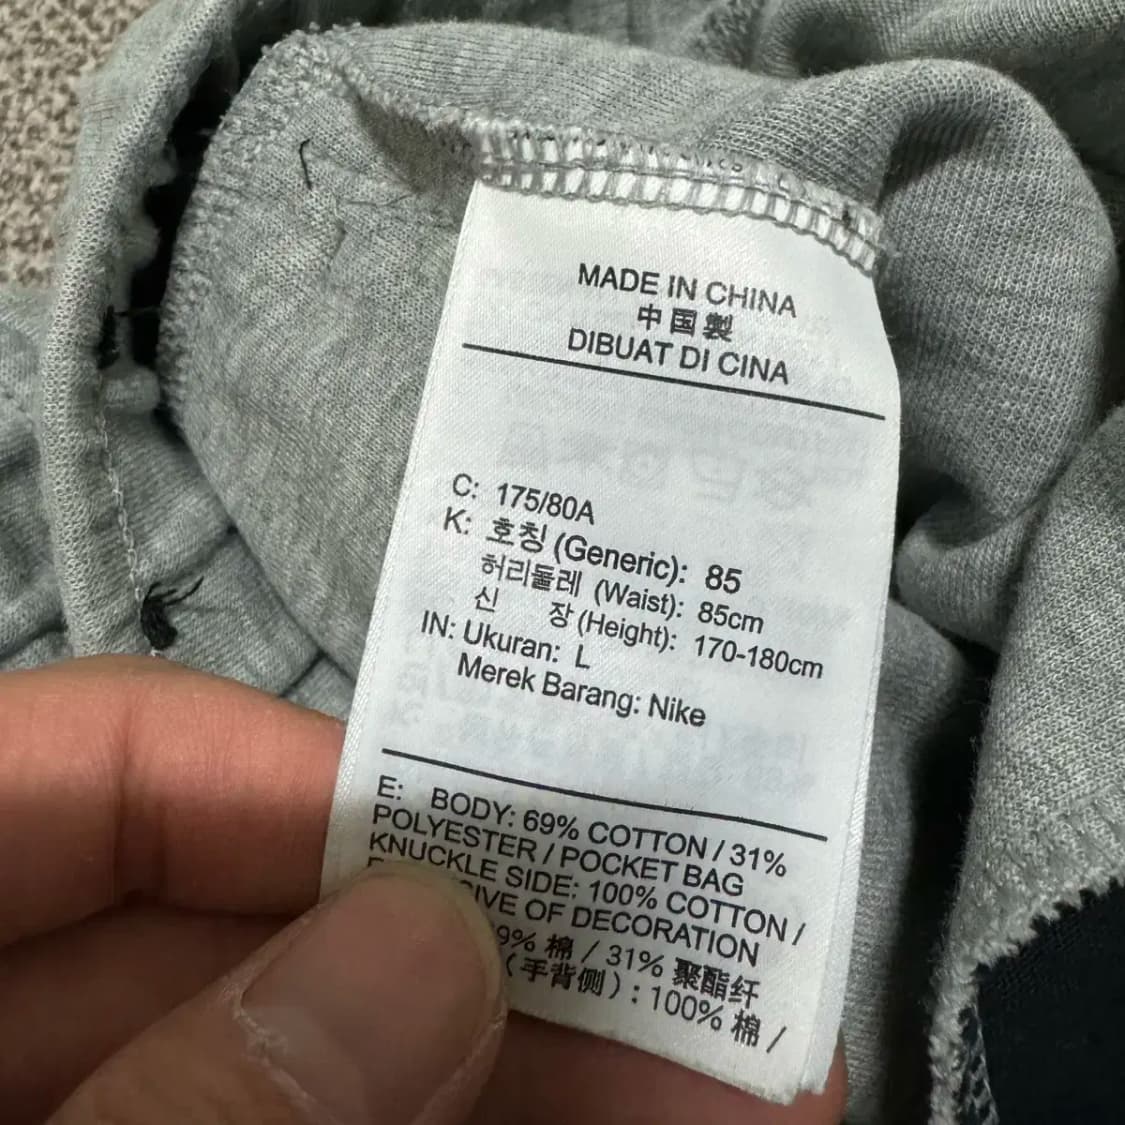 MADE IN CHINA
中国製
DIBUAT DI CINA
C: 175/80A
K: 호칭 (Generic): 85
허리둘레 (Waist): 85cm
신 장 (Height): 170-180cm
IN: Ukuran: L
Merek Barang: Nike
E: BODY: 69% COTTON / 31%
POLYESTER / POCKET BAG
KNUCKLE SIDE: 100% COTTON /
OF DECORATION
9% 棉 / 31% 聚酯纤
(手背侧) : 100% 棉 /